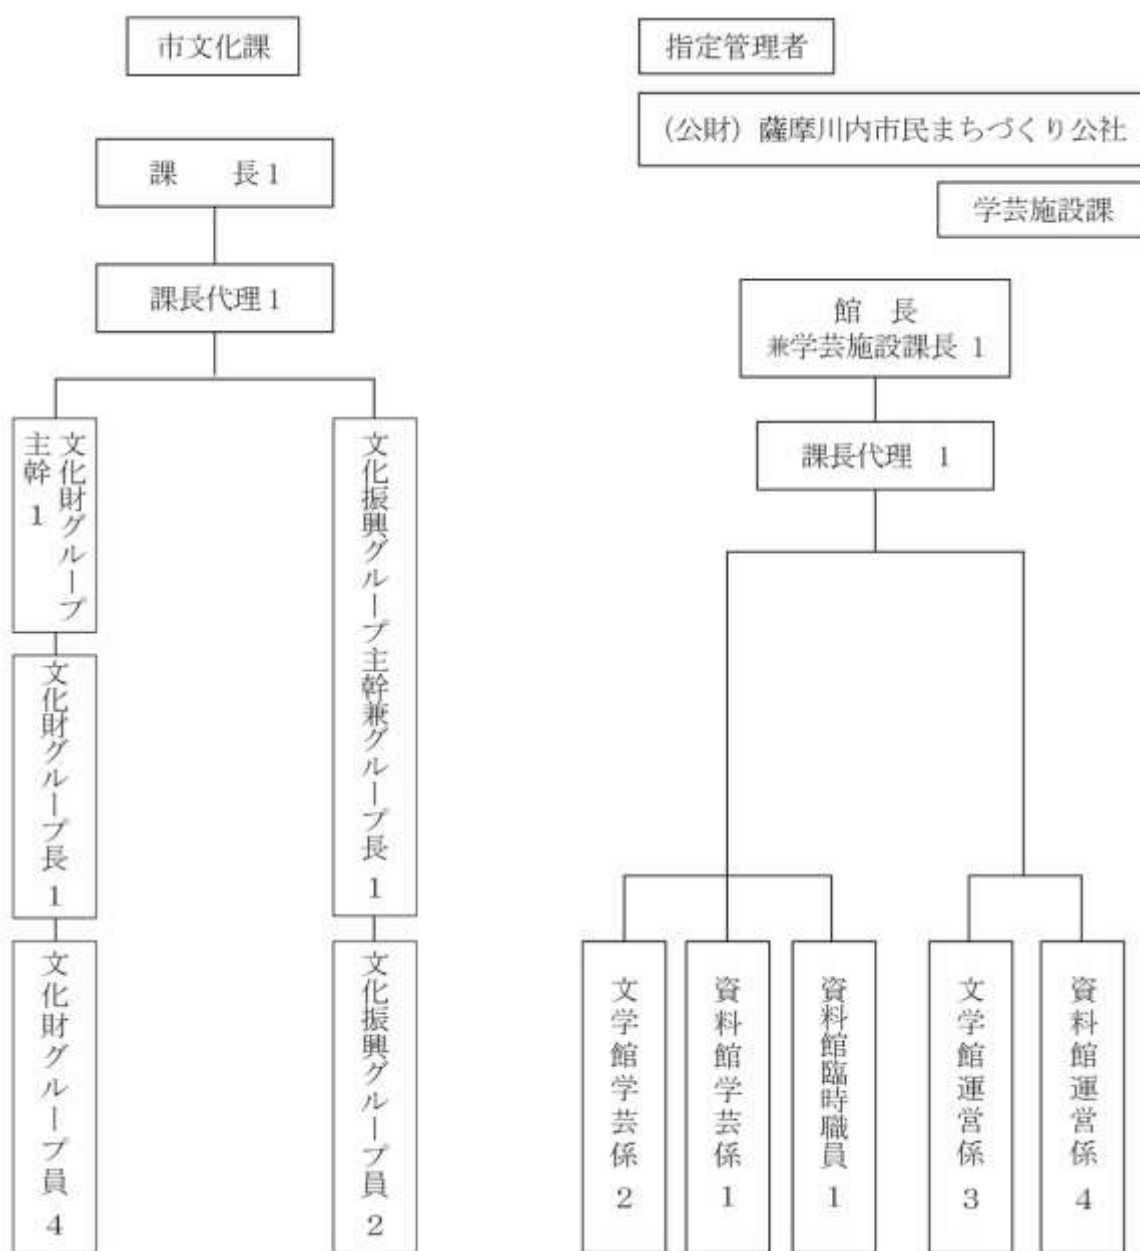 市文化課
課　　長 1
課長代理 1
文化財グループ
主幹 1
文化財グループ長 1
文化財グループ員 4
文化振興グループ主幹兼グループ長 1
文化振興グループ員 2
指定管理者
（公財）薩摩川内市民まちづくり公社
学芸施設課
館　長
兼学芸施設課長 1
課長代理　1
文学館学芸係 2
資料館学芸係 1
資料館臨時職員 1
文学館運営係 3
資料館運営係 4